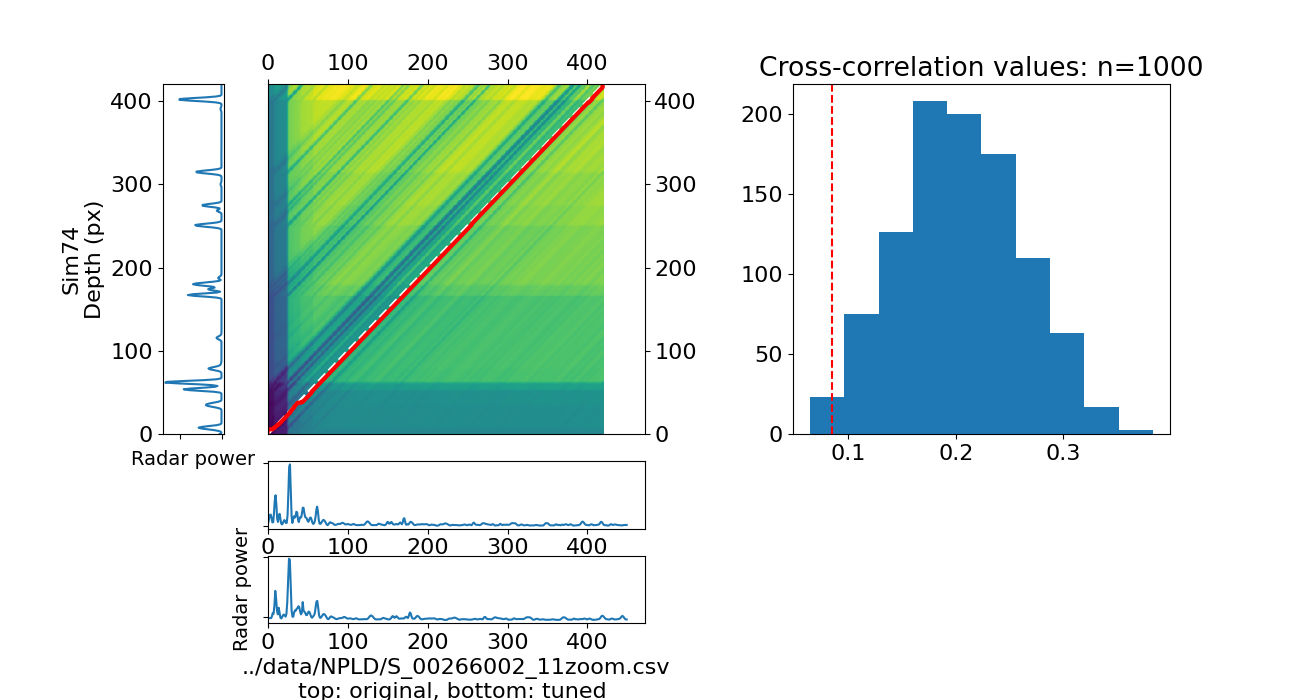 Cross-correlation values: n=1000
0 100 200 300 400
400
300
200
100
0
Sim74
Depth (px)
400
300
200
100
0
Radar power
200
150
100
50
0
0.1 0.2 0.3
0 100 200 300 400
Radar power
0 100 200 300 400
../data/NPLD/S_00266002_11zoom.csv
top: original, bottom: tuned